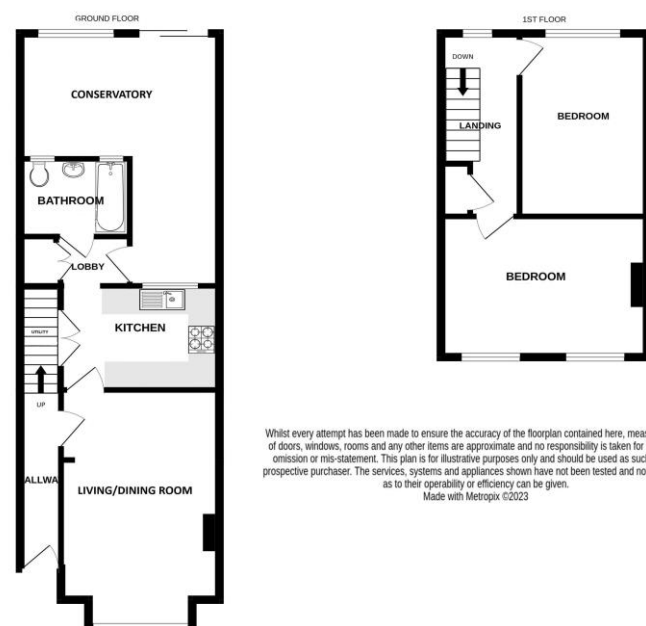 GROUND FLOOR
CONSERVATORY
BATHROOM
LOBBY
KITCHEN
UTILITY
UP
ALLWA
LIVING/DINING ROOM
1ST FLOOR
DOWN
LANDING
BEDROOM
BEDROOM
Whilst every attempt has been made to ensure the accuracy of the floorplan contained here, meas
of doors, windows, rooms and any other items are approximate and no responsibility is taken for
omission or mis-statement. This plan is for illustrative purposes only and should be used as suc
prospective purchaser. The services, systems and appliances shown have not been tested and no
as to their operability or efficiency can be given.
Made with Metropix ©2023